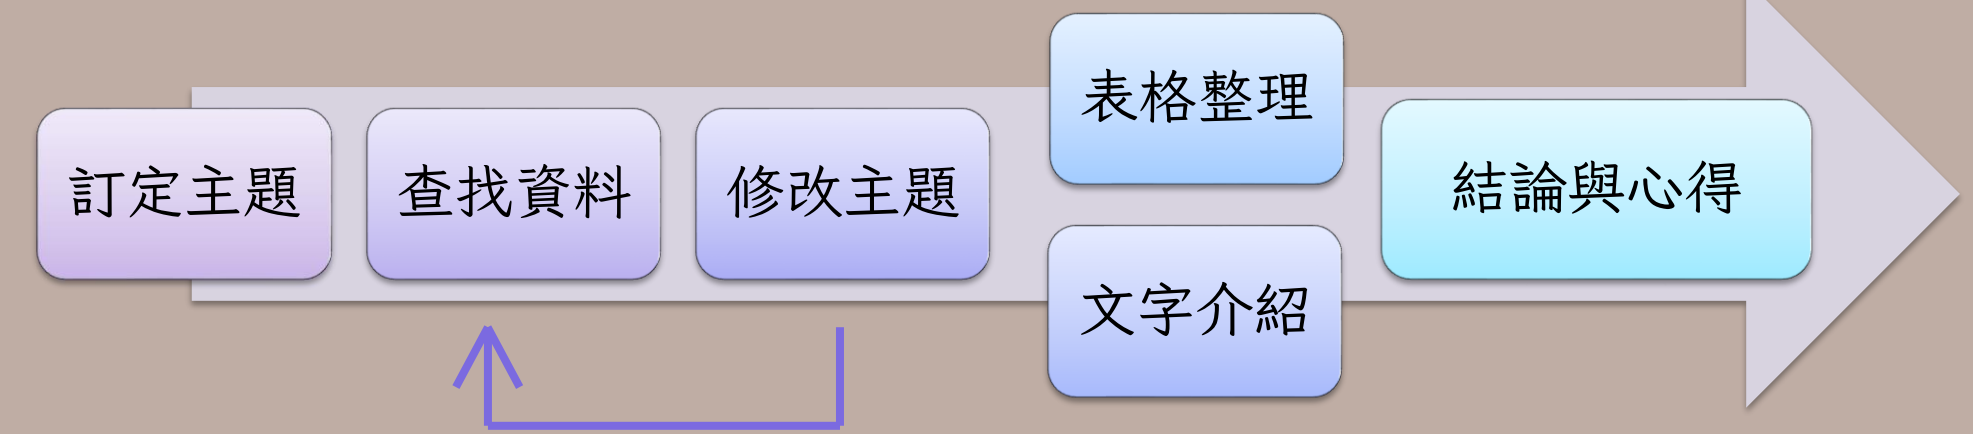 訂定主題
查找資料
修改主題
表格整理
文字介紹
結論與心得